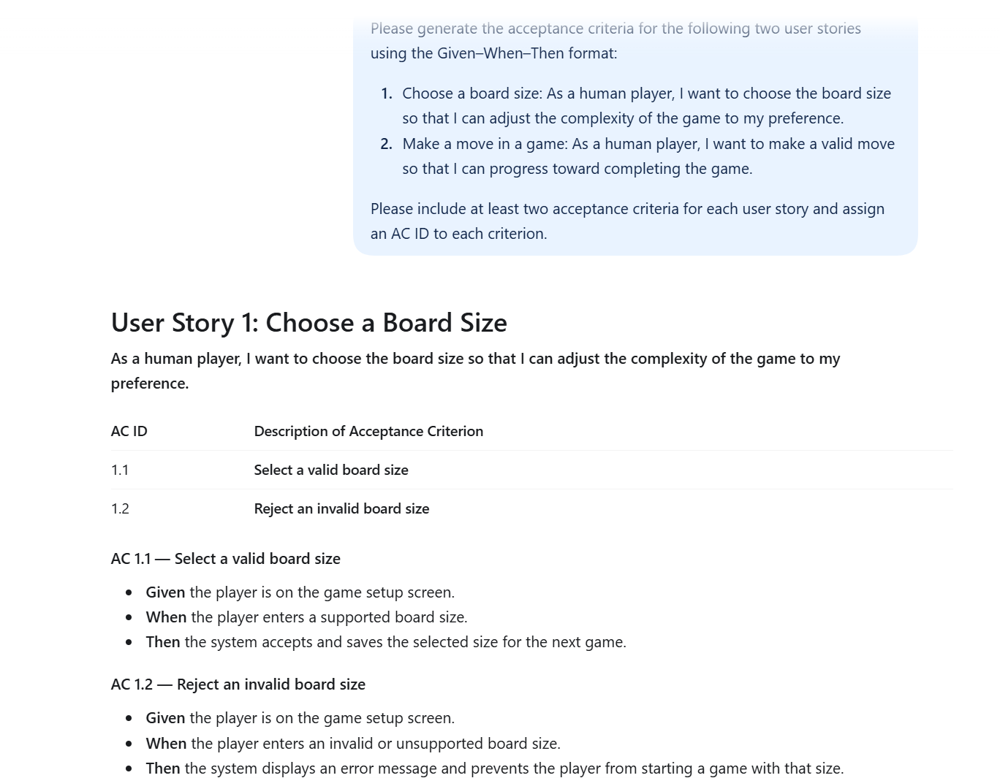 Please generate the acceptance criteria for the following two user stories
using the Given–When–Then format:
1. Choose a board size: As a human player, I want to choose the board size
so that I can adjust the complexity of the game to my preference.
2. Make a move in a game: As a human player, I want to make a valid move
so that I can progress toward completing the game.
Please include at least two acceptance criteria for each user story and assign
an AC ID to each criterion.
User Story 1: Choose a Board Size
As a human player, I want to choose the board size so that I can adjust the complexity of the game to my
preference.
AC ID Description of Acceptance Criterion
1.1 Select a valid board size
1.2 Reject an invalid board size
AC 1.1 — Select a valid board size
• Given the player is on the game setup screen.
• When the player enters a supported board size.
• Then the system accepts and saves the selected size for the next game.
AC 1.2 — Reject an invalid board size
• Given the player is on the game setup screen.
• When the player enters an invalid or unsupported board size.
• Then the system displays an error message and prevents the player from starting a game with that size.